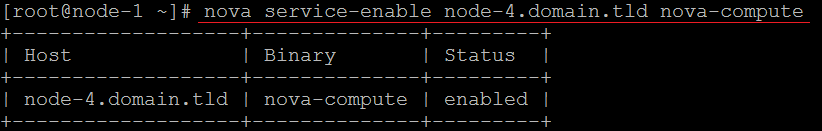 [root@node-1 ~]# nova service-enable node-4.domain.tld nova-compute
+-------------------+--------------+---------+
| Host              | Binary       | Status  |
+-------------------+--------------+---------+
| node-4.domain.tld | nova-compute | enabled |
+-------------------+--------------+---------+